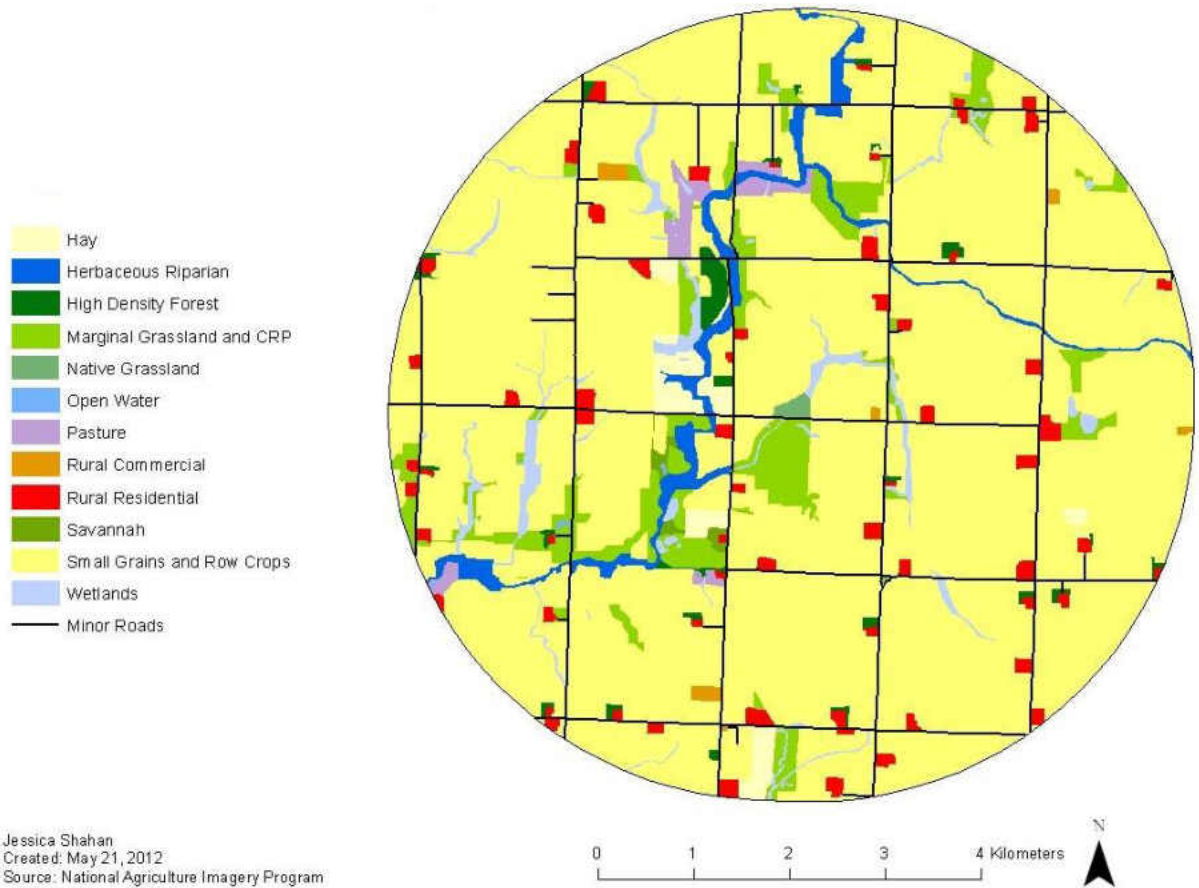 Hay
Herbaceous Riparian
High Density Forest
Marginal Grassland and CRP
Native Grassland
Open Water
Pasture
Rural Commercial
Rural Residential
Savannah
Small Grains and Row Crops
Wetlands
Minor Roads
Jessica Shahan
Created: May 21, 2012
Source: National Agriculture Imagery Program
0 1 2 3 4 Kilometers
N